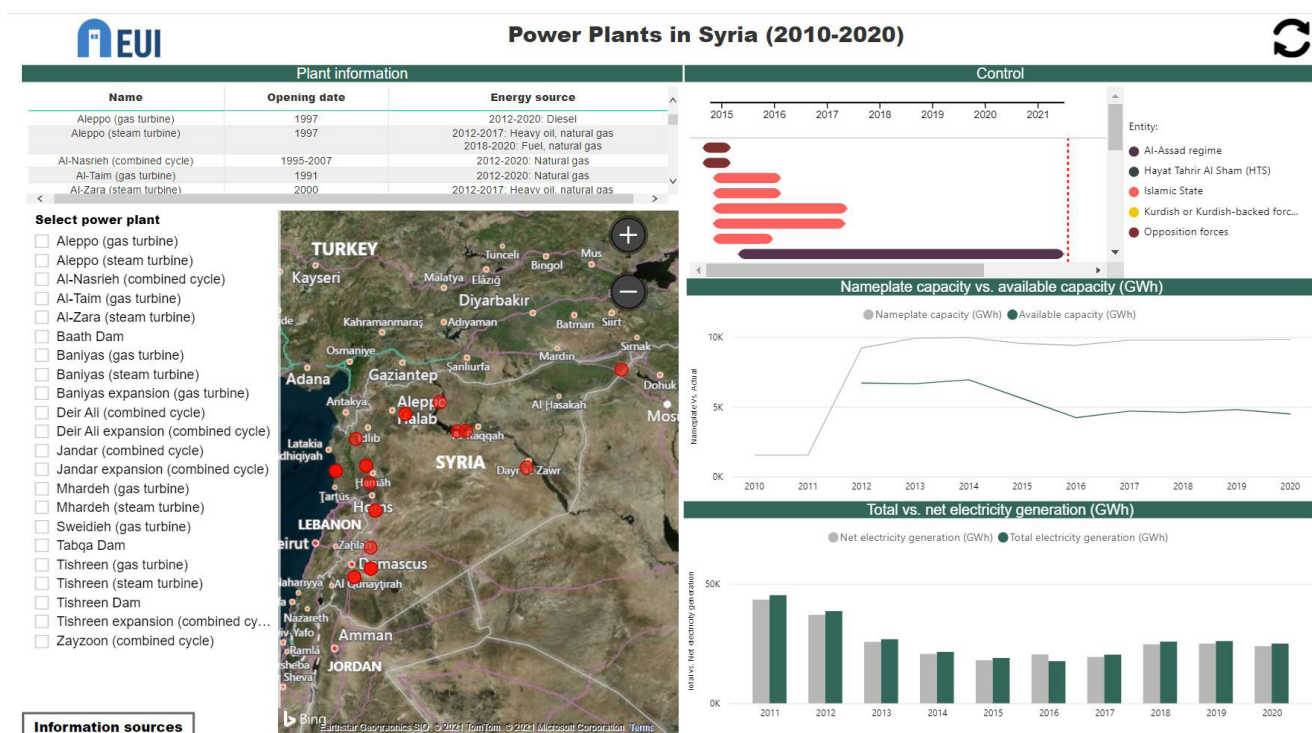 EUI
Power Plants in Syria (2010-2020)
Plant information
Name Opening date Energy source
Aleppo (gas turbine) 1997 2012-2020: Diesel
Aleppo (steam turbine) 1997 2012-2017: Heavy oil, natural gas
2018-2020: Fuel, natural gas
Al-Nasrieh (combined cycle) 1995-2007 2012-2020: Natural gas
Al-Taim (gas turbine) 1991 2012-2020: Natural gas
Al-Zara (steam turbine) 2000 2012-2017: Heavy oil, natural gas
Select power plant
Aleppo (gas turbine)
Aleppo (steam turbine)
Al-Nasrieh (combined cycle)
Al-Taim (gas turbine)
Al-Zara (steam turbine)
Baath Dam
Baniyas (gas turbine)
Baniyas (steam turbine)
Baniyas expansion (gas turbine)
Deir Ali (combined cycle)
Deir Ali expansion (combined cycle)
Jandar (combined cycle)
Jandar expansion (combined cycle)
Mhardeh (gas turbine)
Mhardeh (steam turbine)
Sweidieh (gas turbine)
Tabqa Dam
Tishreen (gas turbine)
Tishreen (steam turbine)
Tishreen Dam
Tishreen expansion (combined cy...
Zayzoon (combined cycle)
Information sources
TURKEY
Tunceli
Mus
Bingol
Kayseri
Malatya Elâzığ
Diyarbakır
Kahramanmaraş
Adıyaman
Batman Siirt
Osmaniye
Sirnak
Mardin
Adana
Gaziantep
Şanlıurfa
Dohuk
Antakya
Aleppo
Halab
Al Hasakah
Idlib
Latakia
SYRIA
Dayr az Zawr
Hamāh
Tartūs
Homs
LEBANON
Zahlah
Damascus
Al Qunayţirah
Nazareth
Amman
JORDAN
Bing
Earthstar Geographics SIO, © 2021 TomTom, © 2021 Microsoft Corporation Terms
Control
2015 2016 2017 2018 2019 2020 2021
Entity:
Al-Assad regime
Hayat Tahrir Al Sham (HTS)
Islamic State
Kurdish or Kurdish-backed forc...
Opposition forces
Nameplate capacity vs. available capacity (GWh)
Nameplate capacity (GWh) Available capacity (GWh)
Nameplate vs. Actual
10K
5K
0K
2010 2011 2012 2013 2014 2015 2016 2017 2018 2019 2020
Total vs. net electricity generation (GWh)
Net electricity generation (GWh) Total electricity generation (GWh)
Total vs. Net electricity generation
50K
0K
2011 2012 2013 2014 2015 2016 2017 2018 2019 2020